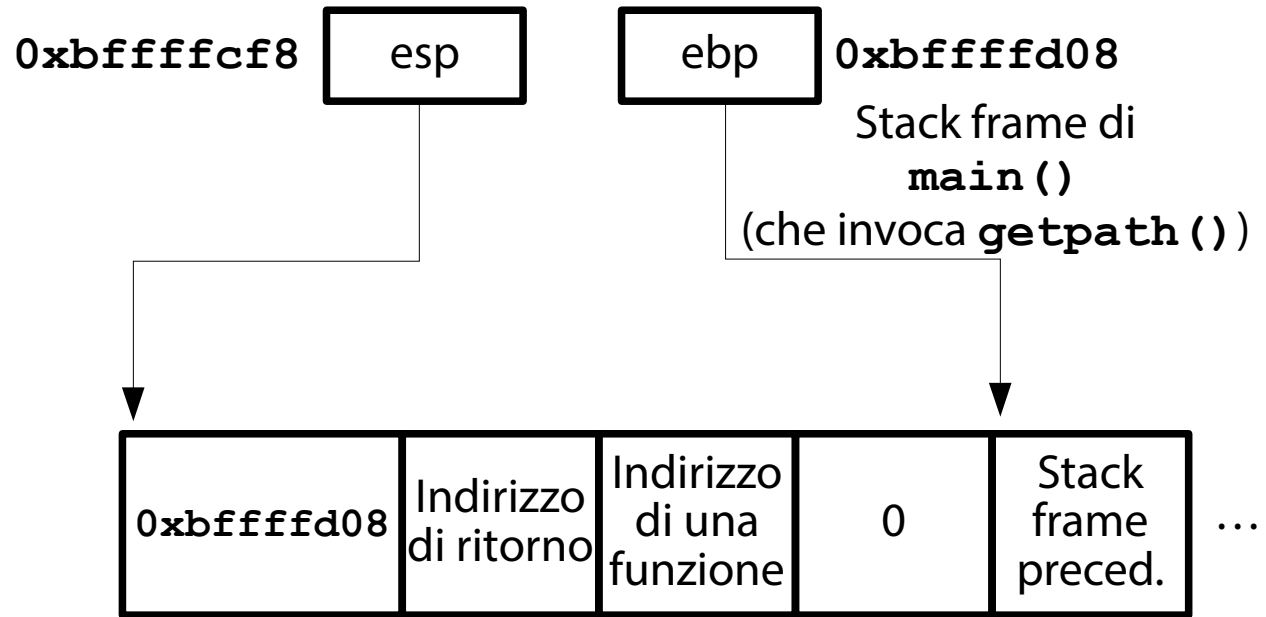 0xbffffcf8 esp ebp 0xbffffd08
Stack frame di
main()
(che invoca getpath())
0xbffffd08
Indirizzo
di ritorno
Indirizzo
di una
funzione
0
Stack
frame
preced.
…